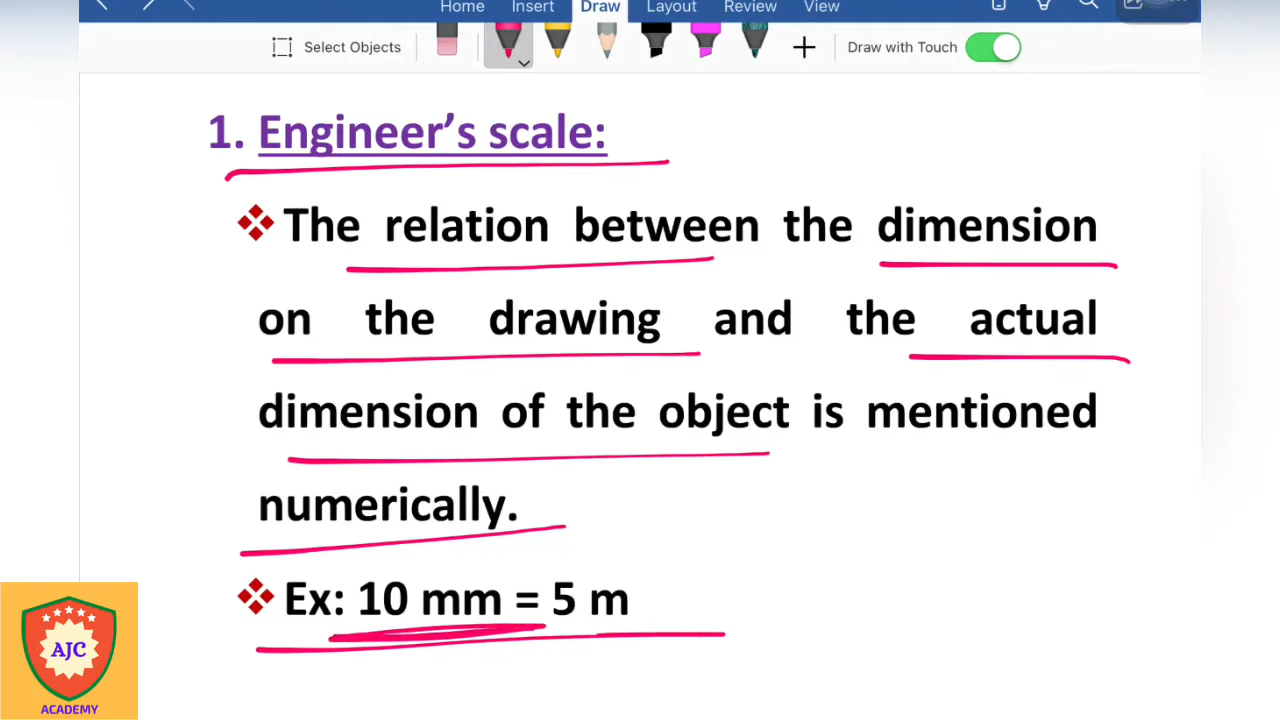 Home Insert Draw Layout Review View
Select Objects Draw with Touch
1. Engineer’s scale:
❖ The relation between the dimension
on the drawing and the actual
dimension of the object is mentioned
numerically.
❖ Ex: 10 mm = 5 m
AJC
ACADEMY